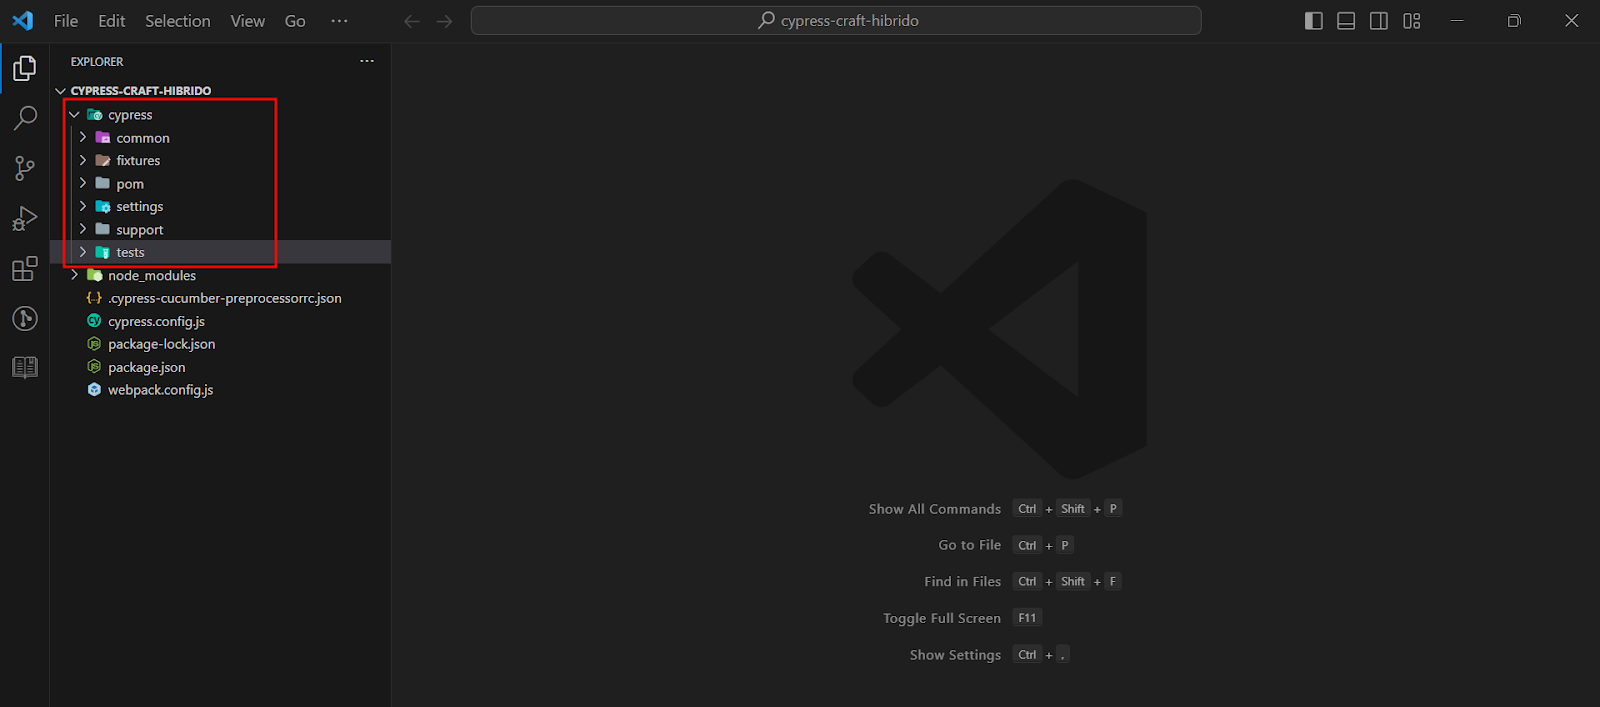 File Edit Selection View Go ···
cypress-craft-hibrido
EXPLORER ···
CYPRESS-CRAFT-HIBRIDO
cypress
common
fixtures
pom
settings
support
tests
node_modules
.cypress-cucumber-preprocessorrc.json
cypress.config.js
package-lock.json
package.json
webpack.config.js
Show All Commands Ctrl + Shift + P
Go to File Ctrl + P
Find in Files Ctrl + Shift + F
Toggle Full Screen F11
Show Settings Ctrl + ,